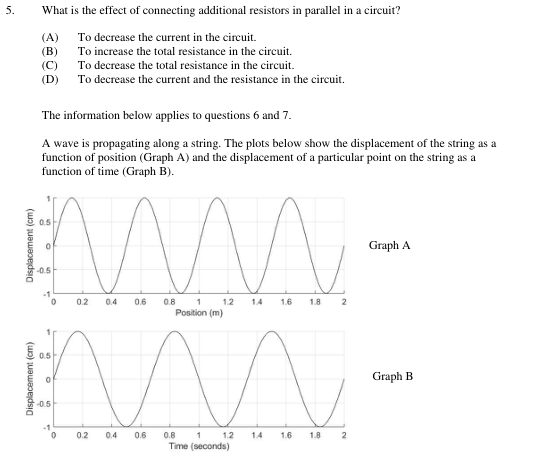 5. What is the effect of connecting additional resistors in parallel in a circuit?
(A) To decrease the current in the circuit.
(B) To increase the total resistance in the circuit.
(C) To decrease the total resistance in the circuit.
(D) To decrease the current and the resistance in the circuit.
The information below applies to questions 6 and 7.
A wave is propagating along a string. The plots below show the displacement of the string as a
function of position (Graph A) and the displacement of a particular point on the string as a
function of time (Graph B).
Displacement (cm)
1
0.5
0
-0.5
-1
0 0.2 0.4 0.6 0.8 1 1.2 1.4 1.6 1.8 2
Position (m)
Graph A
Displacement (cm)
1
0.5
0
-0.5
-1
0 0.2 0.4 0.6 0.8 1 1.2 1.4 1.6 1.8 2
Time (seconds)
Graph B